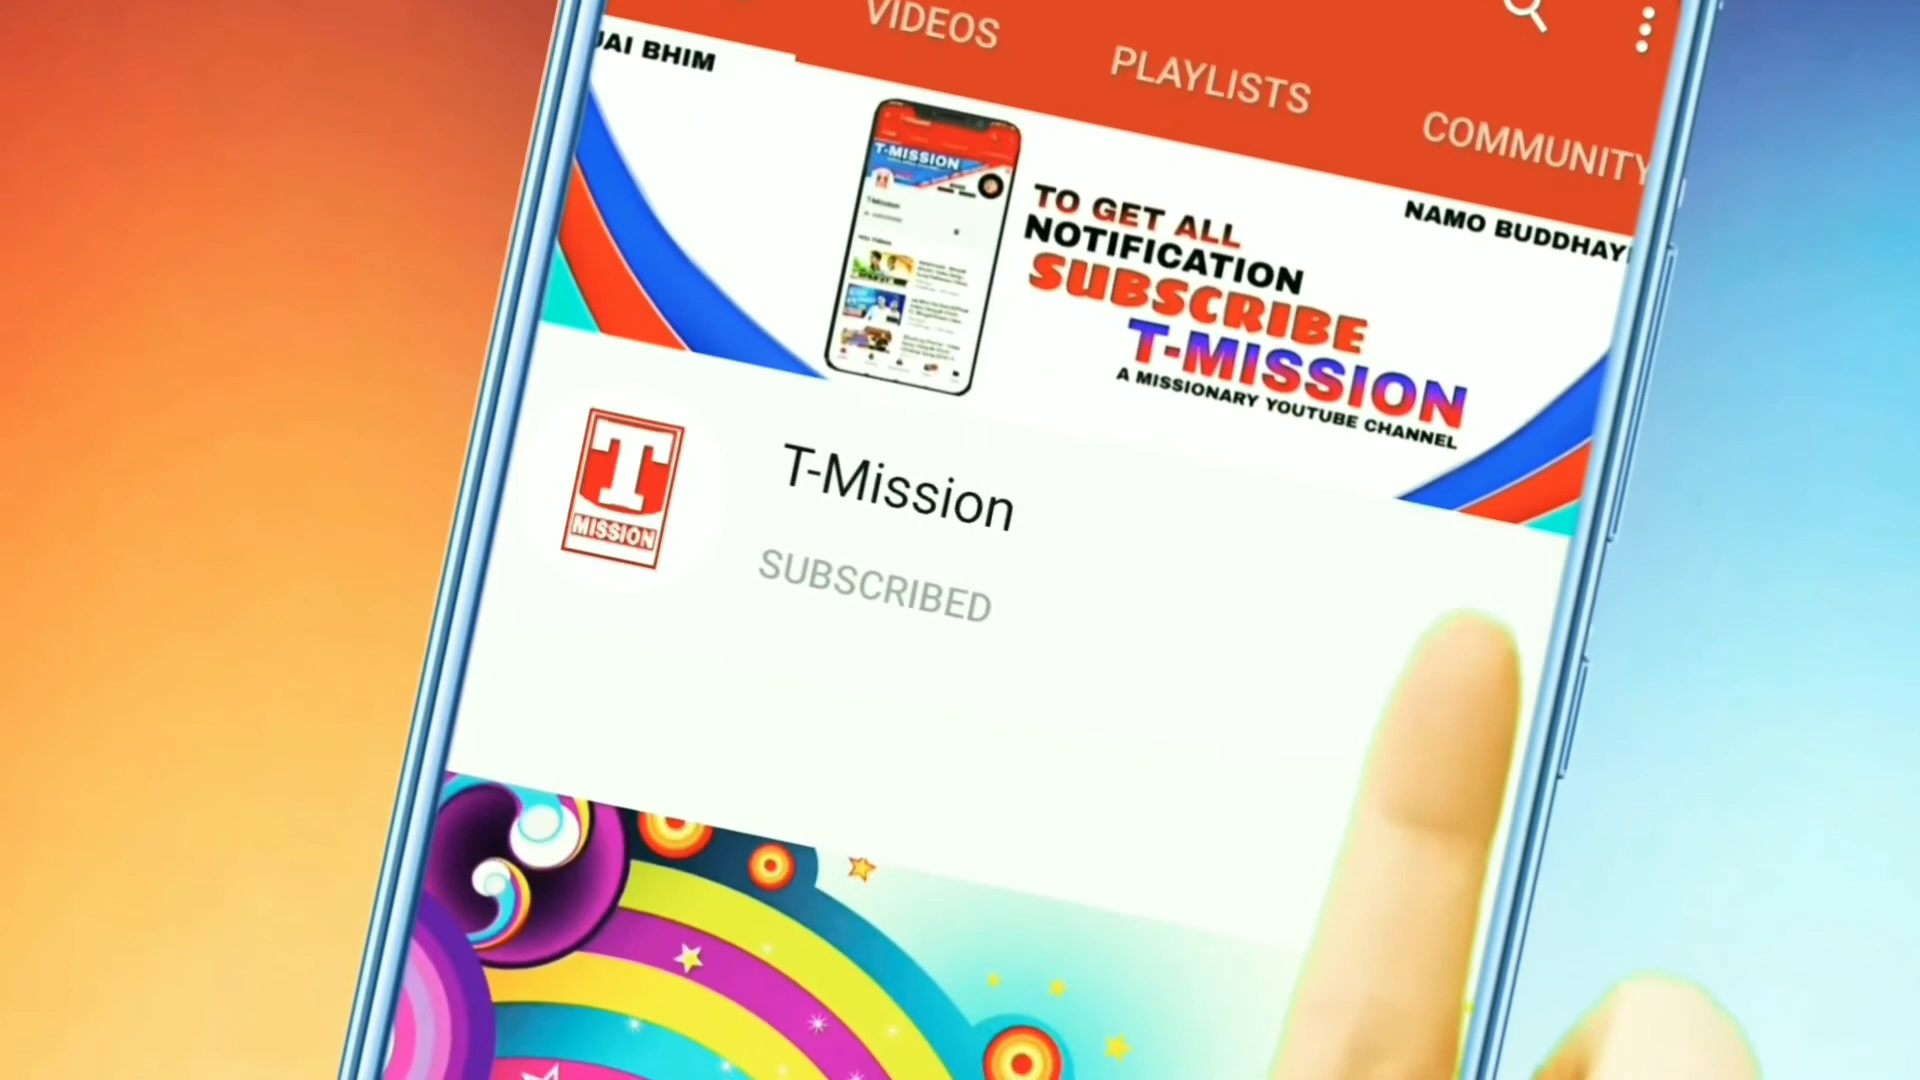 VIDEOS
PLAYLISTS
COMMUNITY
JAI BHIM
NAMO BUDDHAY
T-MISSION
T-Mission
TO GET ALL
NOTIFICATION
SUBSCRIBE
T-MISSION
A MISSIONARY YOUTUBE CHANNEL
T
MISSION
T-Mission
SUBSCRIBED